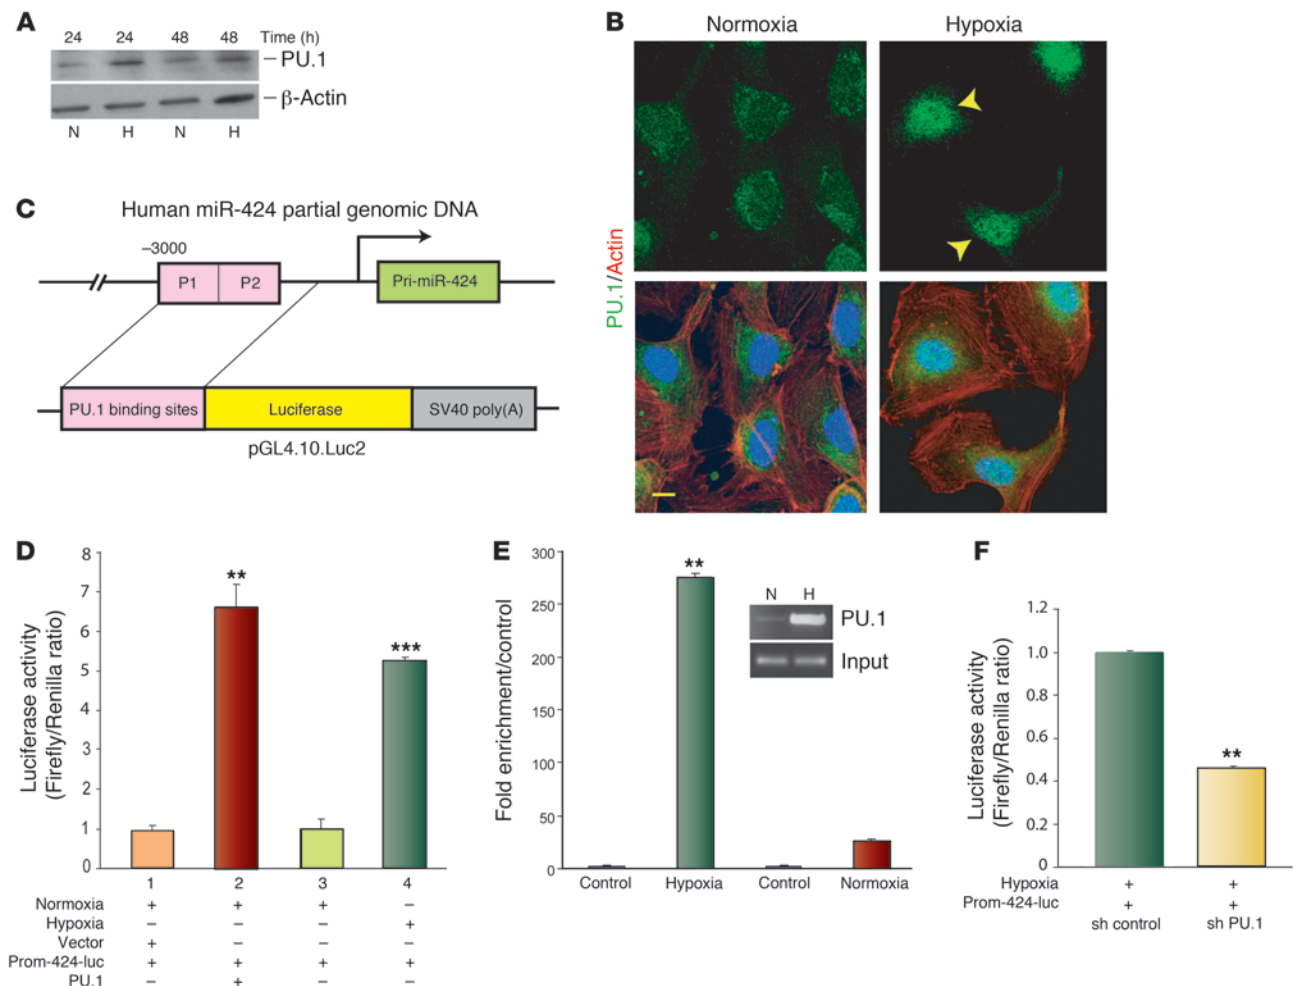 A
24 24 48 48 Time (h)
PU.1
β-Actin
N H N H
B
Normoxia Hypoxia
PU.1/Actin
C
Human miR-424 partial genomic DNA
–3000
P1 P2 Pri-miR-424
PU.1 binding sites Luciferase SV40 poly(A)
pGL4.10.Luc2
D
Luciferase activity
(Firefly/Renilla ratio)
8
7
6
5
4
3
2
1
0
** ***
1 2 3 4
Normoxia + + + –
Hypoxia – – – +
Vector + – – –
Prom-424-luc + + + +
PU.1 – + – –
E
Fold enrichment/control
300
250
200
150
100
50
0
**
N H
PU.1
Input
Control Hypoxia Control Normoxia
F
Luciferase activity
(Firefly/Renilla ratio)
1.2
1.0
0.8
0.6
0.4
0.2
0
**
Hypoxia + +
Prom-424-luc + +
sh control sh PU.1